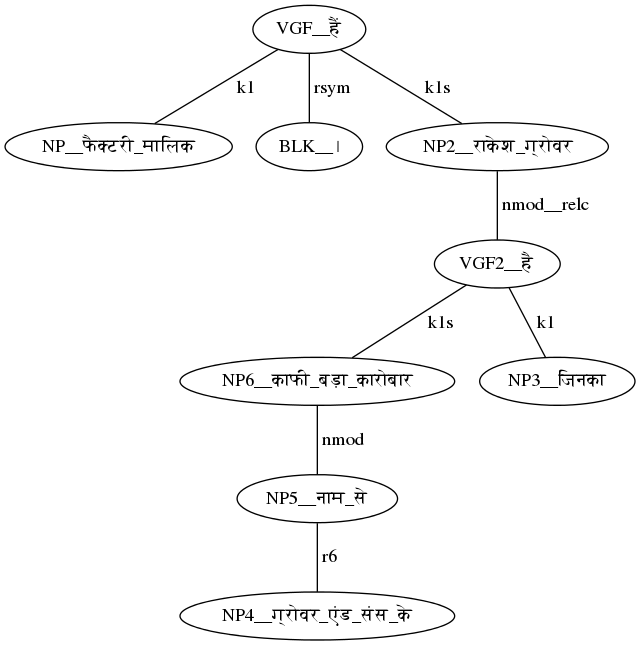 VGF__हैं
k1
rsym
k1s
NP__फैक्टरी_मालिक
BLK__।
NP2__राकेश_ग्रोवर
nmod__relc
VGF2__है
k1s
k1
NP6__काफी_बड़ा_कारोबार
NP3__जिनका
nmod
NP5__नाम_से
r6
NP4__ग्रोवर_एंड_संस_के